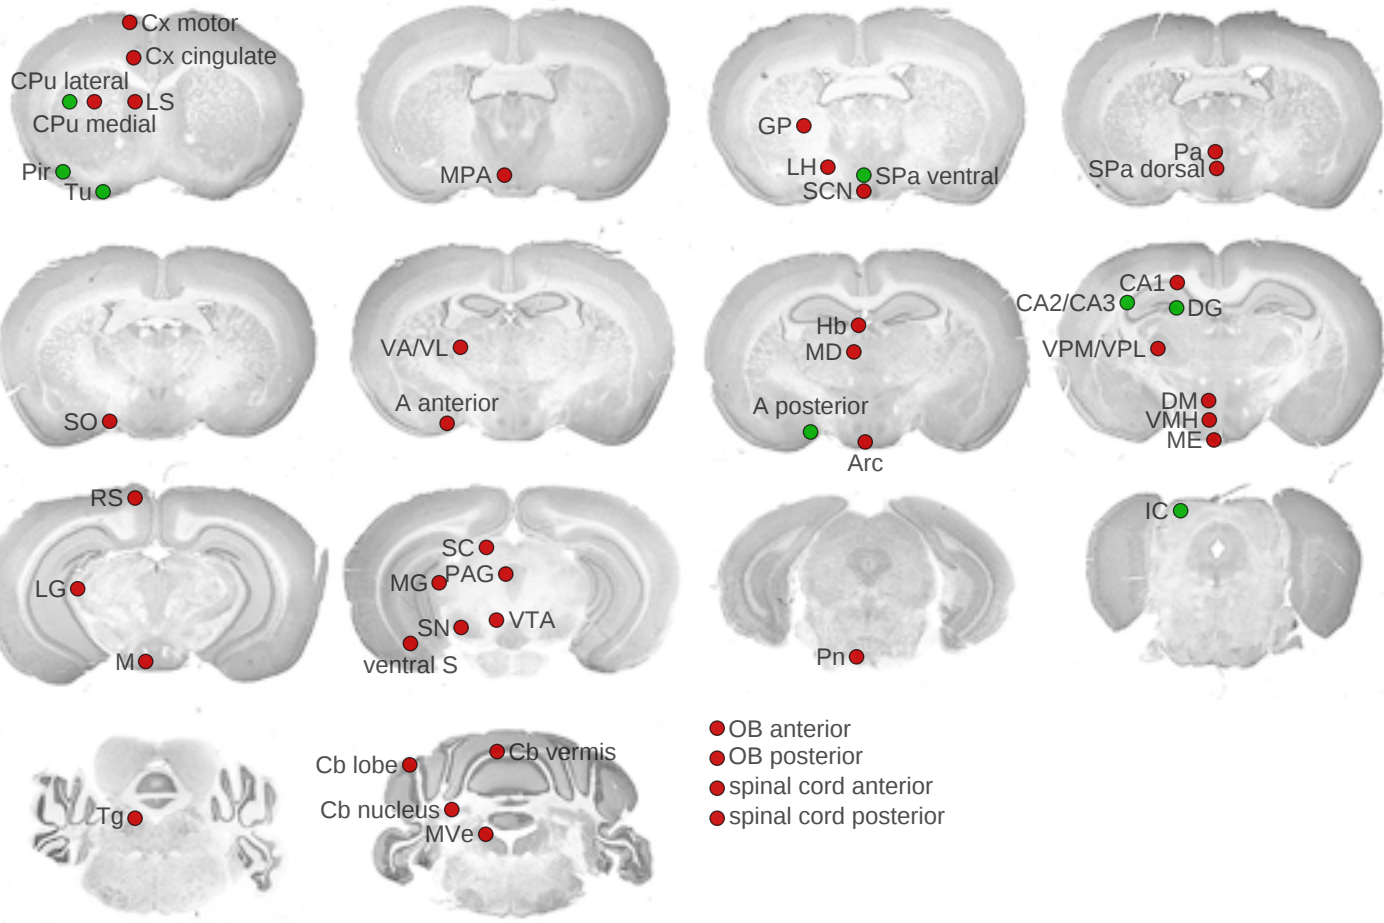 Cx motor
Cx cingulate
CPu lateral
LS
CPu medial
Pir
Tu
MPA
GP
LH
SPa ventral
SCN
Pa
SPa dorsal
SO
VA/VL
A anterior
Hb
MD
A posterior
Arc
CA1
CA2/CA3
DG
VPM/VPL
DM
VMH
ME
RS
LG
M
SC
MG
PAG
SN
VTA
ventral S
Pn
IC
Tg
Cb lobe
Cb vermis
Cb nucleus
MVe
OB anterior
OB posterior
spinal cord anterior
spinal cord posterior